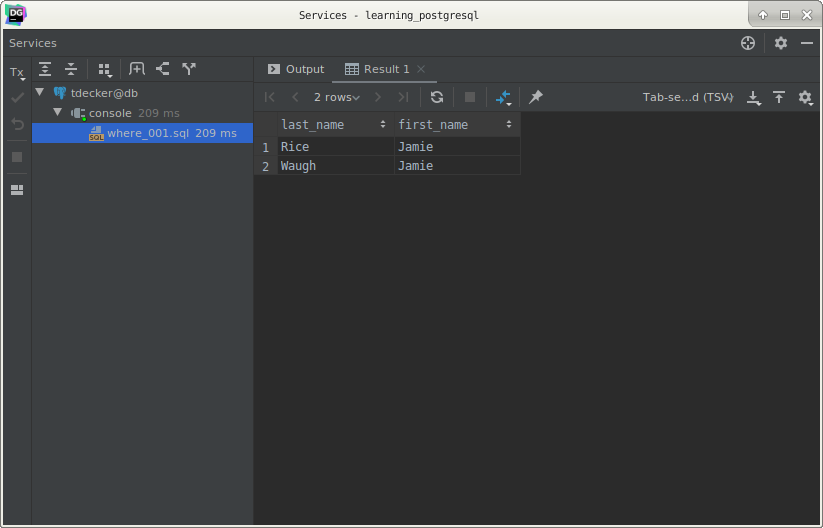 DG
Services - learning_postgresql
Services
Tx
tdecker@db
console 209 ms
SQL where_001.sql 209 ms
Output Result 1
2 rows Tab-se...d (TSV)
last_name first_name
1 Rice Jamie
2 Waugh Jamie